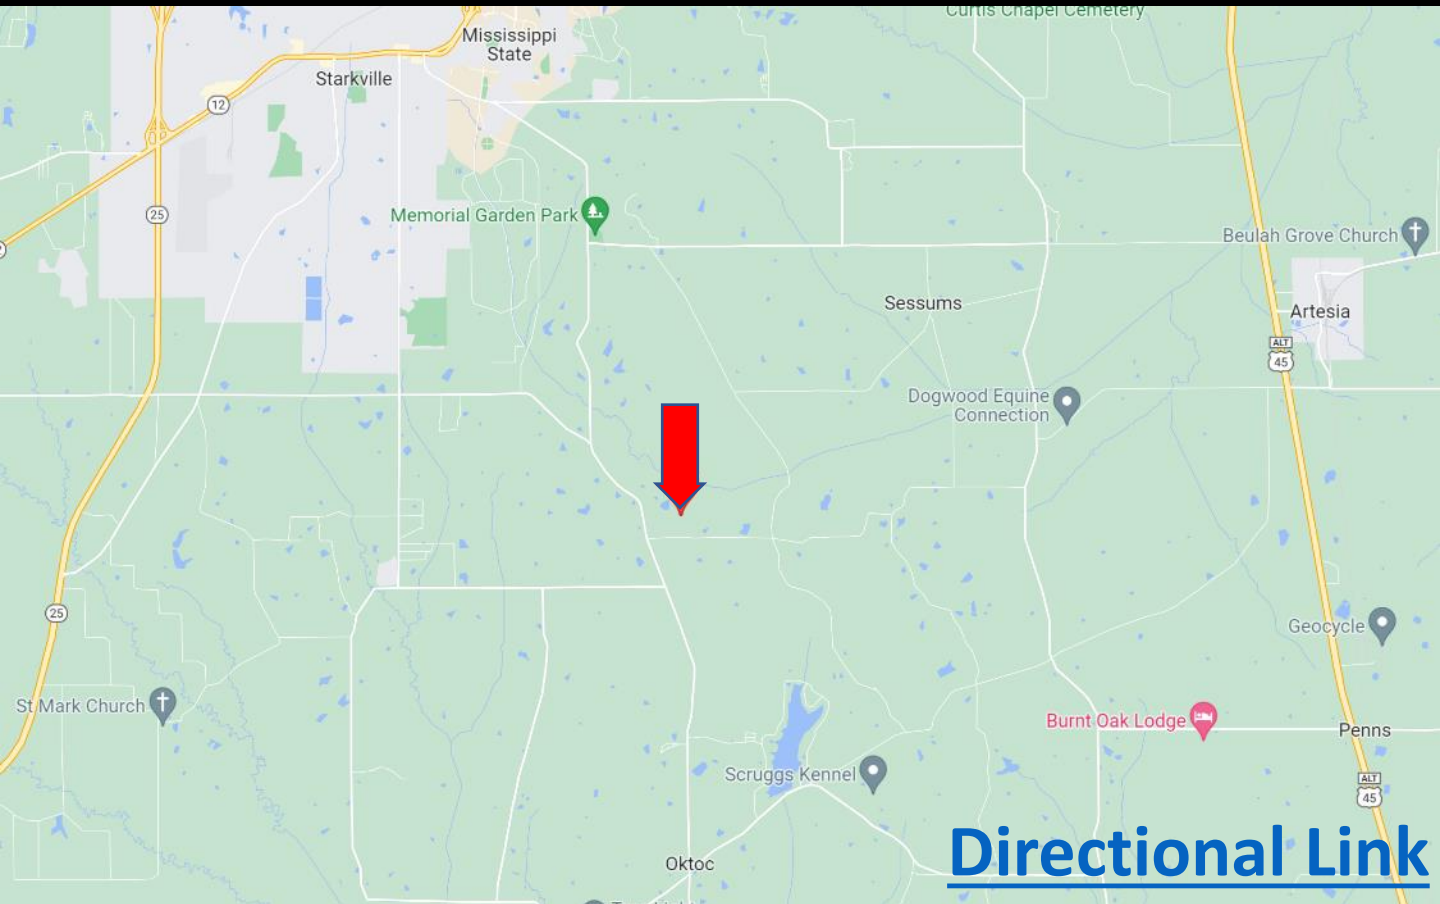 Curtis Chapel Cemetery
Mississippi
State
Starkville
12
25
Memorial Garden Park
Beulah Grove Church
Sessums
Artesia
ALT
45
Dogwood Equine
Connection
25
Geocycle
St Mark Church
Burnt Oak Lodge
Penns
Scruggs Kennel
ALT
45
Directional Link
Oktoc